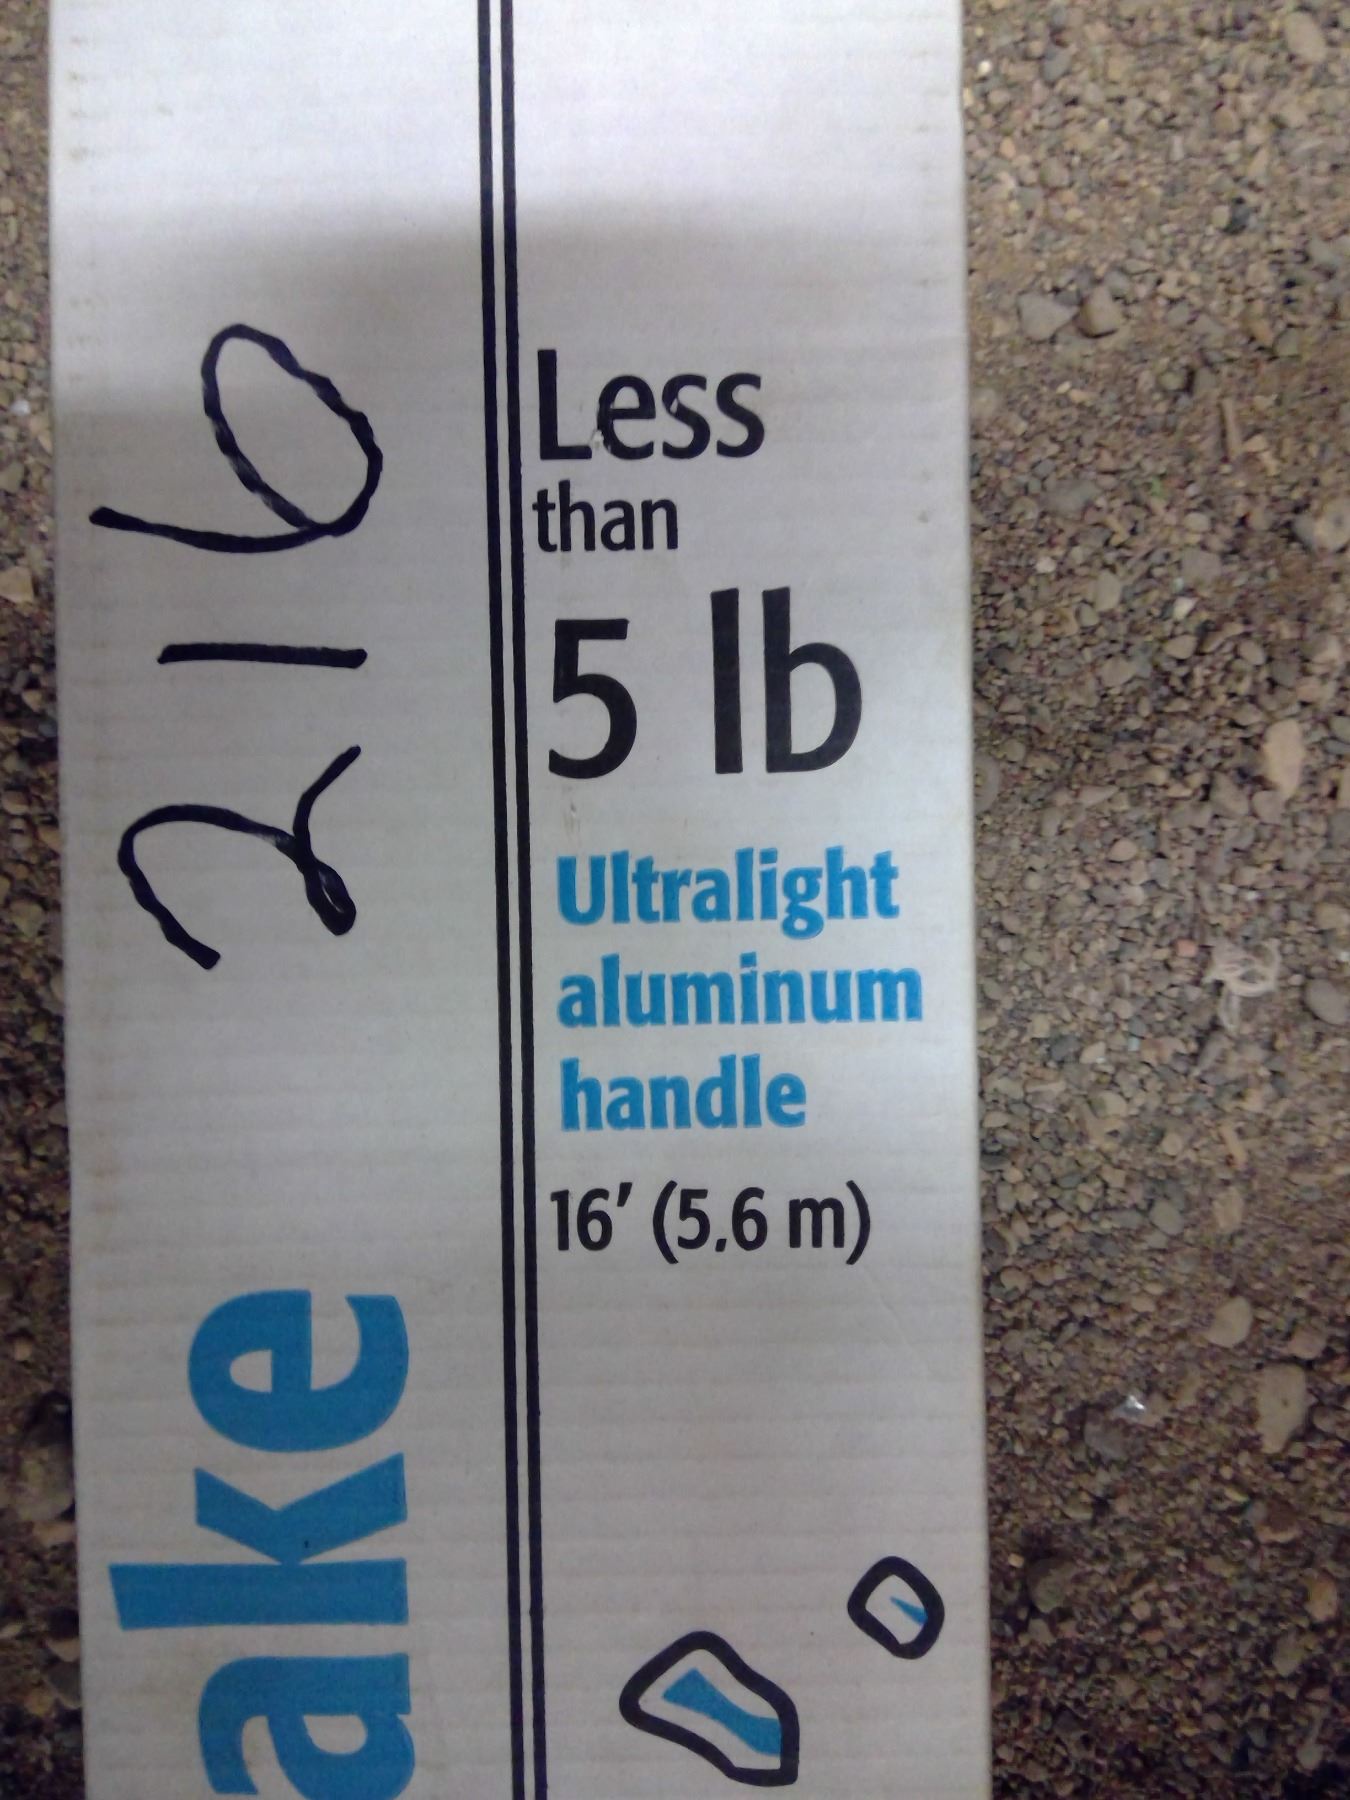 216
ake
Less
than
5 lb
Ultralight
aluminum
handle
16' (5.6 m)